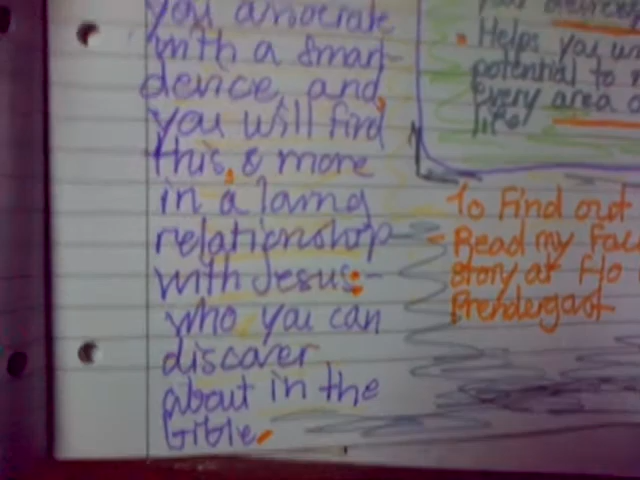 you associate
with a smart
device, and
you will find
this, & more
in a loving
relationship
with Jesus:-
who you can
discover
about in the
bible.
your
• Helps you
potential to
Every area
life
To Find out
- Read my
story at Flo
Prendergast